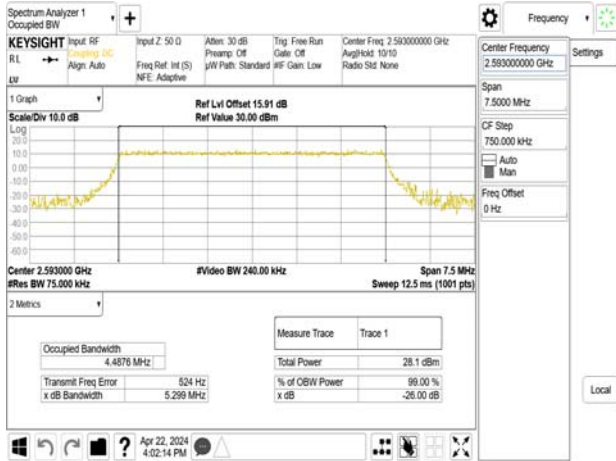 Spectrum Analyzer 1
Occupied BW
Frequency
KEYSIGHT
RL
Input: RF
Coupling: DC
Align: Auto
Input Z: 50 Ω
Freq Ref: Int (S)
NFE: Adaptive
Atten: 30 dB
Preamp: Off
µW Path: Standard
Trig: Free Run
Gate: Off
#IF Gain: Low
Center Freq: 2.593000000 GHz
Avg|Hold: 10/10
Radio Std: None
Center Frequency
2.593000000 GHz
Settings
Span
7.5000 MHz
CF Step
750.000 kHz
Auto
Man
Freq Offset
0 Hz
Local
1 Graph
Scale/Div 10.0 dB
Ref Lvl Offset 15.91 dB
Ref Value 30.00 dBm
Log
20.0
10.0
0.00
-10.0
-20.0
-30.0
-40.0
-50.0
-60.0
Center 2.593000 GHz
#Video BW 240.00 kHz
Span 7.5 MHz
#Res BW 75.000 kHz
Sweep 12.5 ms (1001 pts)
2 Metrics
Measure Trace
Trace 1
Occupied Bandwidth
4.4876 MHz
Total Power
28.1 dBm
Transmit Freq Error
524 Hz
% of OBW Power
99.00 %
x dB Bandwidth
5.299 MHz
x dB
-26.00 dB
Apr 22, 2024
4:02:14 PM